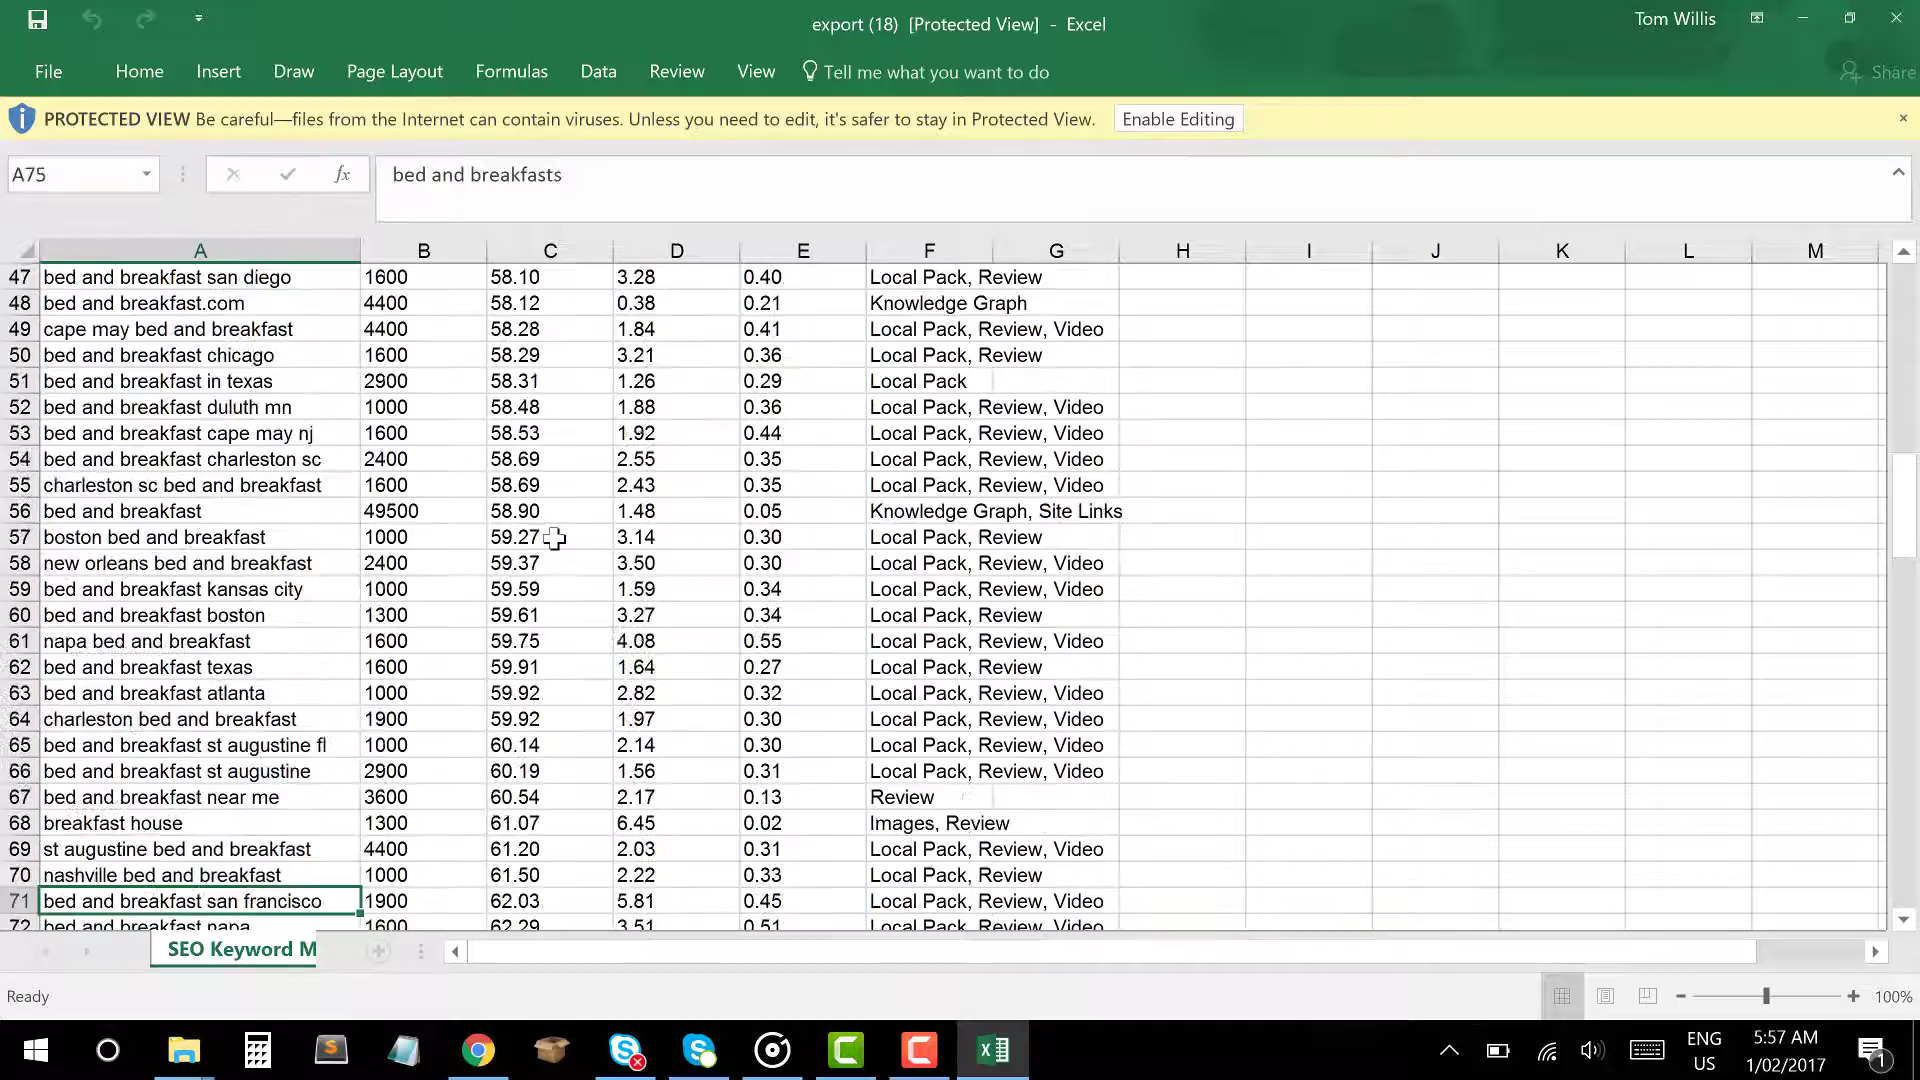 export (18) [Protected View] - Excel
Tom Willis
File Home Insert Draw Page Layout Formulas Data Review View Tell me what you want to do Share
PROTECTED VIEW Be careful—files from the Internet can contain viruses. Unless you need to edit, it's safer to stay in Protected View. Enable Editing
A75 fx bed and breakfasts
A B C D E F G H I J K L M
47 bed and breakfast san diego 1600 58.10 3.28 0.40 Local Pack, Review
48 bed and breakfast.com 4400 58.12 0.38 0.21 Knowledge Graph
49 cape may bed and breakfast 4400 58.28 1.84 0.41 Local Pack, Review, Video
50 bed and breakfast chicago 1600 58.29 3.21 0.36 Local Pack, Review
51 bed and breakfast in texas 2900 58.31 1.26 0.29 Local Pack
52 bed and breakfast duluth mn 1000 58.48 1.88 0.36 Local Pack, Review, Video
53 bed and breakfast cape may nj 1600 58.53 1.92 0.44 Local Pack, Review, Video
54 bed and breakfast charleston sc 2400 58.69 2.55 0.35 Local Pack, Review, Video
55 charleston sc bed and breakfast 1600 58.69 2.43 0.35 Local Pack, Review, Video
56 bed and breakfast 49500 58.90 1.48 0.05 Knowledge Graph, Site Links
57 boston bed and breakfast 1000 59.27 3.14 0.30 Local Pack, Review
58 new orleans bed and breakfast 2400 59.37 3.50 0.30 Local Pack, Review, Video
59 bed and breakfast kansas city 1000 59.59 1.59 0.34 Local Pack, Review, Video
60 bed and breakfast boston 1300 59.61 3.27 0.34 Local Pack, Review
61 napa bed and breakfast 1600 59.75 4.08 0.55 Local Pack, Review, Video
62 bed and breakfast texas 1600 59.91 1.64 0.27 Local Pack, Review
63 bed and breakfast atlanta 1000 59.92 2.82 0.32 Local Pack, Review, Video
64 charleston bed and breakfast 1900 59.92 1.97 0.30 Local Pack, Review, Video
65 bed and breakfast st augustine fl 1000 60.14 2.14 0.30 Local Pack, Review, Video
66 bed and breakfast st augustine 2900 60.19 1.56 0.31 Local Pack, Review, Video
67 bed and breakfast near me 3600 60.54 2.17 0.13 Review
68 breakfast house 1300 61.07 6.45 0.02 Images, Review
69 st augustine bed and breakfast 4400 61.20 2.03 0.31 Local Pack, Review, Video
70 nashville bed and breakfast 1000 61.50 2.22 0.33 Local Pack, Review
71 bed and breakfast san francisco 1900 62.03 5.81 0.45 Local Pack, Review, Video
72 bed and breakfast napa 1600 62.29 3.51 0.51 Local Pack, Review, Video
SEO Keyword M
Ready
100%
ENG
US
5:57 AM
1/02/2017
1